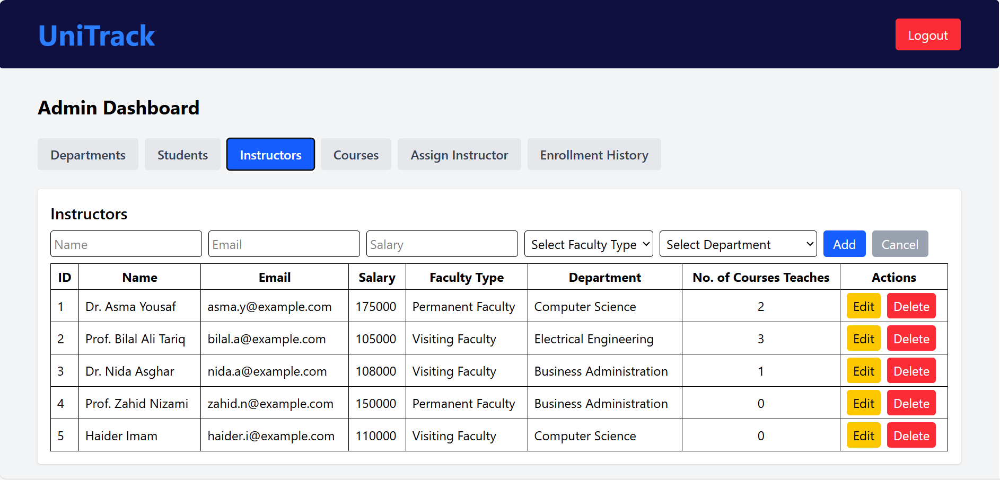 UniTrack
Logout
Admin Dashboard
Departments Students Instructors Courses Assign Instructor Enrollment History
Instructors
Name Email Salary Select Faculty Type Select Department Add Cancel
ID Name Email Salary Faculty Type Department No. of Courses Teaches Actions
1 Dr. Asma Yousaf asma.y@example.com 175000 Permanent Faculty Computer Science 2 Edit Delete
2 Prof. Bilal Ali Tariq bilal.a@example.com 105000 Visiting Faculty Electrical Engineering 3 Edit Delete
3 Dr. Nida Asghar nida.a@example.com 108000 Visiting Faculty Business Administration 1 Edit Delete
4 Prof. Zahid Nizami zahid.n@example.com 150000 Permanent Faculty Business Administration 0 Edit Delete
5 Haider Imam haider.i@example.com 110000 Visiting Faculty Computer Science 0 Edit Delete